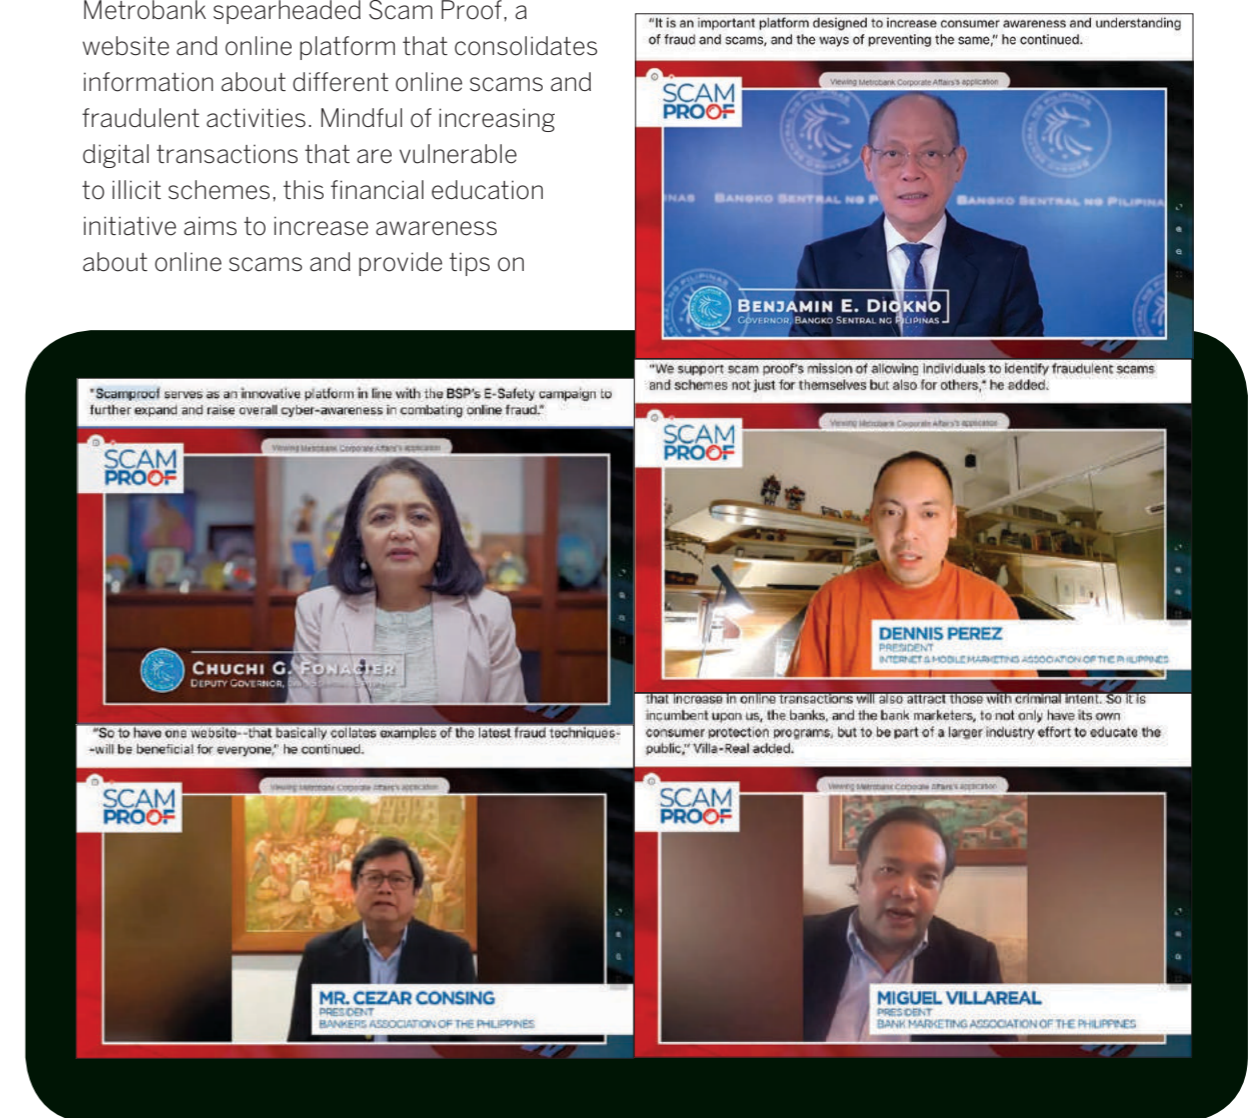 Metrobank spearheaded Scam Proof, a
website and online platform that consolidates
information about different online scams and
fraudulent activities. Mindful of increasing
digital transactions that are vulnerable
to illicit schemes, this financial education
initiative aims to increase awareness
about online scams and provide tips on
"It is an important platform designed to increase consumer awareness and understanding
of fraud and scams, and the ways of preventing the same," he continued.
Viewing Metrobank Corporate Affairs's application
SCAM
PROOF
BANGKO SENTRAL NG P
BANGKO SENTRAL NG PILIPINA
BENJAMIN E. DIOKNO
GOVERNOR, BANGKO SENTRAL NG PILIPINAS
"Scamproof serves as an innovative platform in line with the BSP's E-Safety campaign to
further expand and raise overall cyber-awareness in combating online fraud."
Viewing Metrobank Corporate Affairs's application
SCAM
PROOF
CHUCHI G. FONACIER
DEPUTY GOVERNOR,
"We support scam proof's mission of allowing individuals to identify fraudulent scams
and schemes not just for themselves but also for others," he added.
Viewing Metrobank Corporate Affairs's application
SCAM
PROOF
DENNIS PEREZ
PRESIDENT
INTERNET & MOBILE MARKETING ASSOCIATION OF THE PHILIPPINES
"So to have one website--that basically collates examples of the latest fraud techniques-
-will be beneficial for everyone," he continued.
Viewing Metrobank Corporate Affairs's application
SCAM
PROOF
MR. CEZAR CONSING
PRESIDENT
BANKERS ASSOCIATION OF THE PHILIPPINES
that increase in online transactions will also attract those with criminal intent. So it is
incumbent upon us, the banks, and the bank marketers, to not only have its own
consumer protection programs, but to be part of a larger industry effort to educate the
public," Villa-Real added.
Viewing Metrobank Corporate Affairs's application
SCAM
PROOF
MIGUEL VILLAREAL
PRESIDENT
BANK MARKETING ASSOCIATION OF THE PHILIPPINES